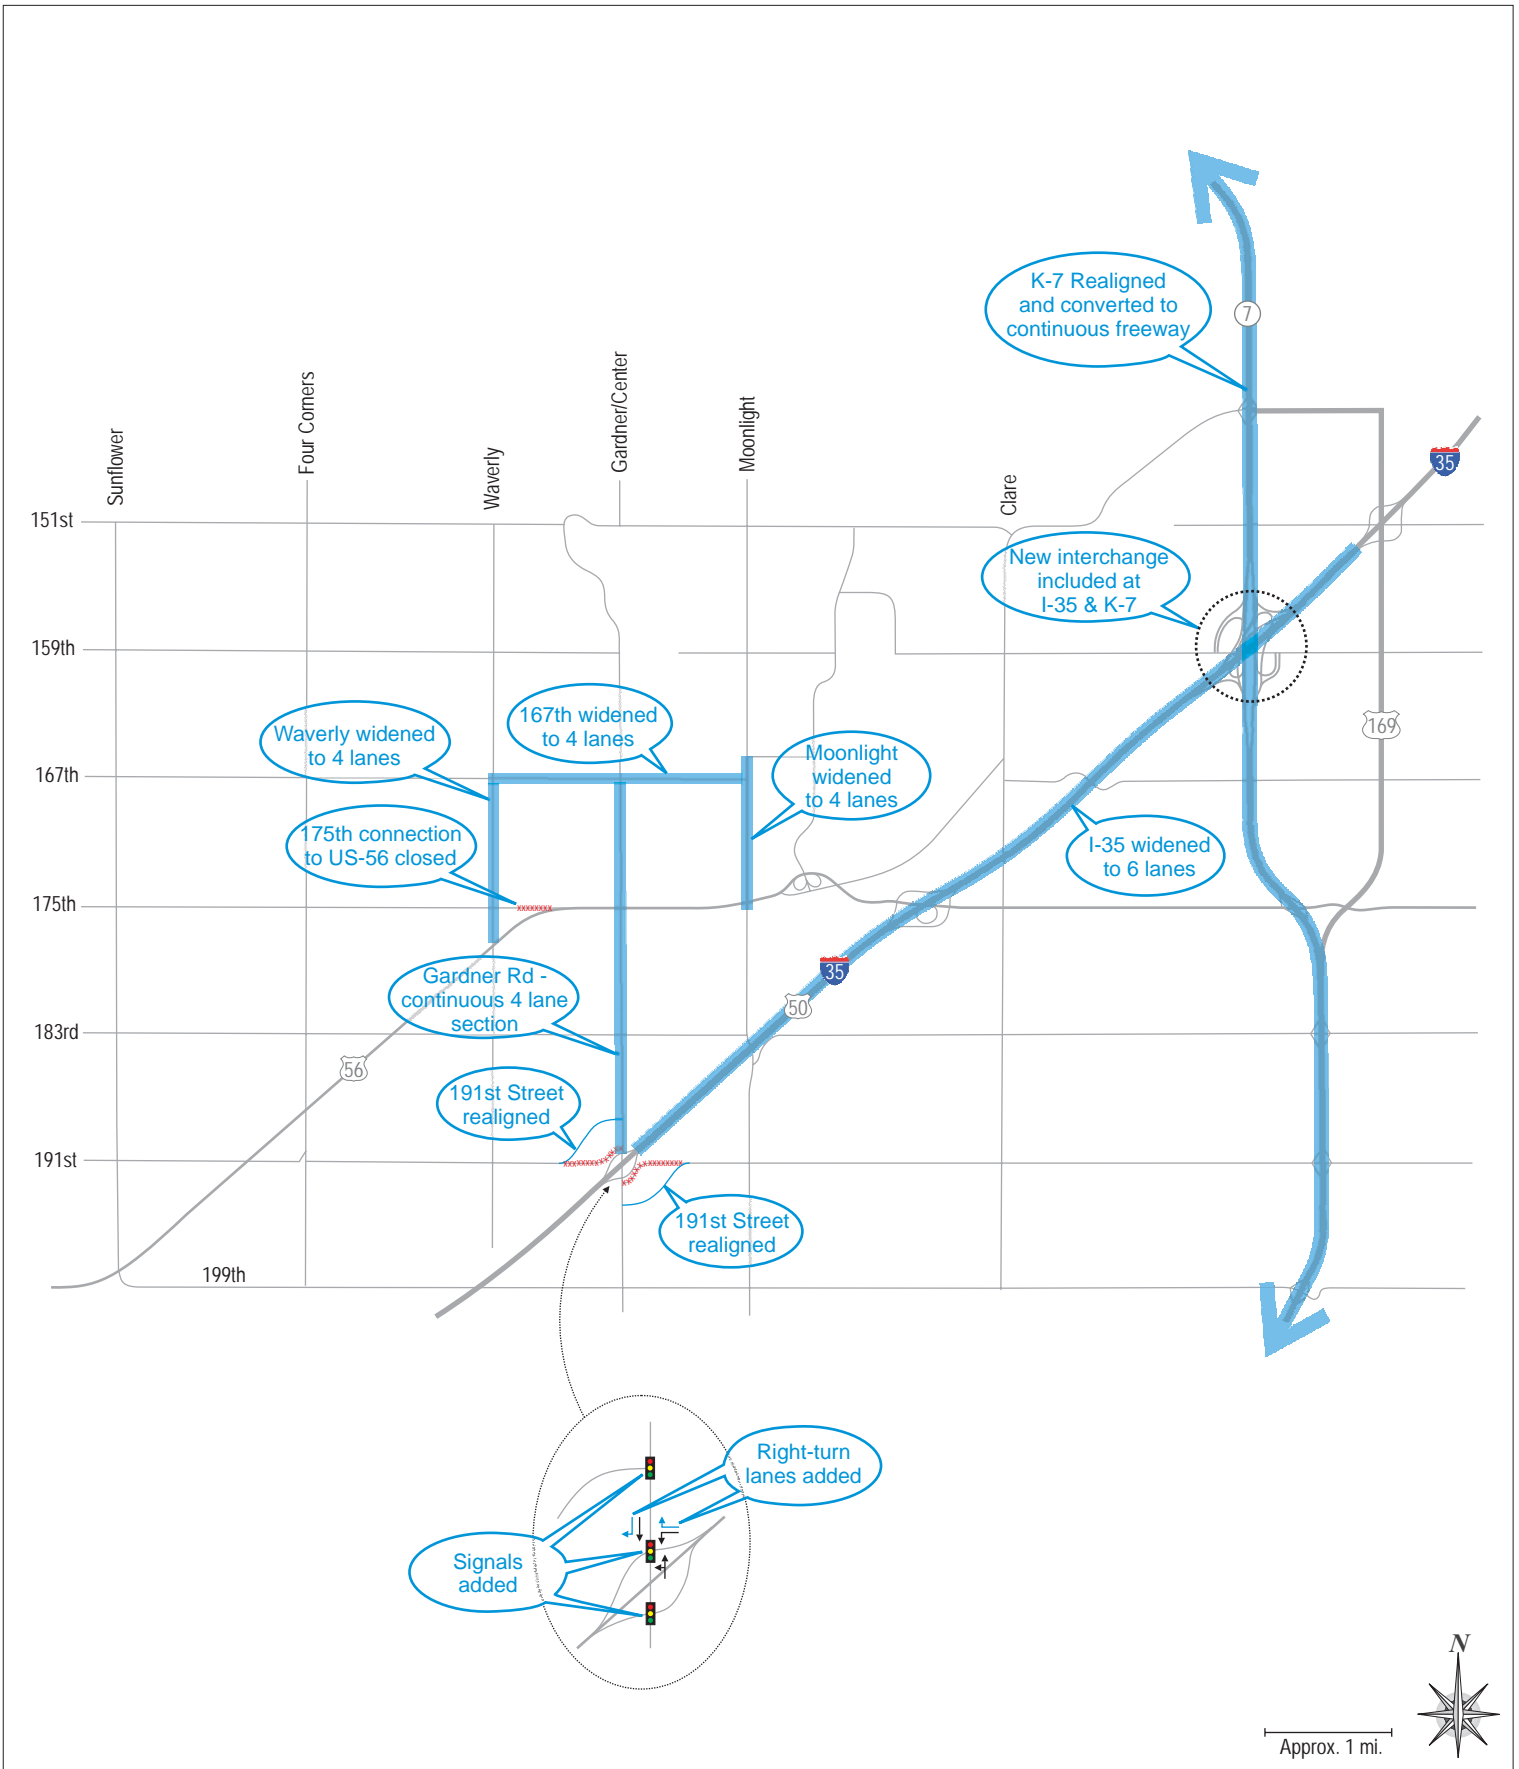 K-7 Realigned
and converted to
continuous freeway
7
Sunflower
Four Corners
Waverly
Gardner/Center
Moonlight
Clare
35
151st
New interchange
included at
I-35 & K-7
159th
169
Waverly widened
to 4 lanes
167th widened
to 4 lanes
Moonlight
widened
to 4 lanes
167th
175th connection
to US-56 closed
I-35 widened
to 6 lanes
175th
Gardner Rd -
continuous 4 lane
section
35
50
183rd
56
191st Street
realigned
191st
191st Street
realigned
199th
Right-turn
lanes added
Signals
added
N
Approx. 1 mi.